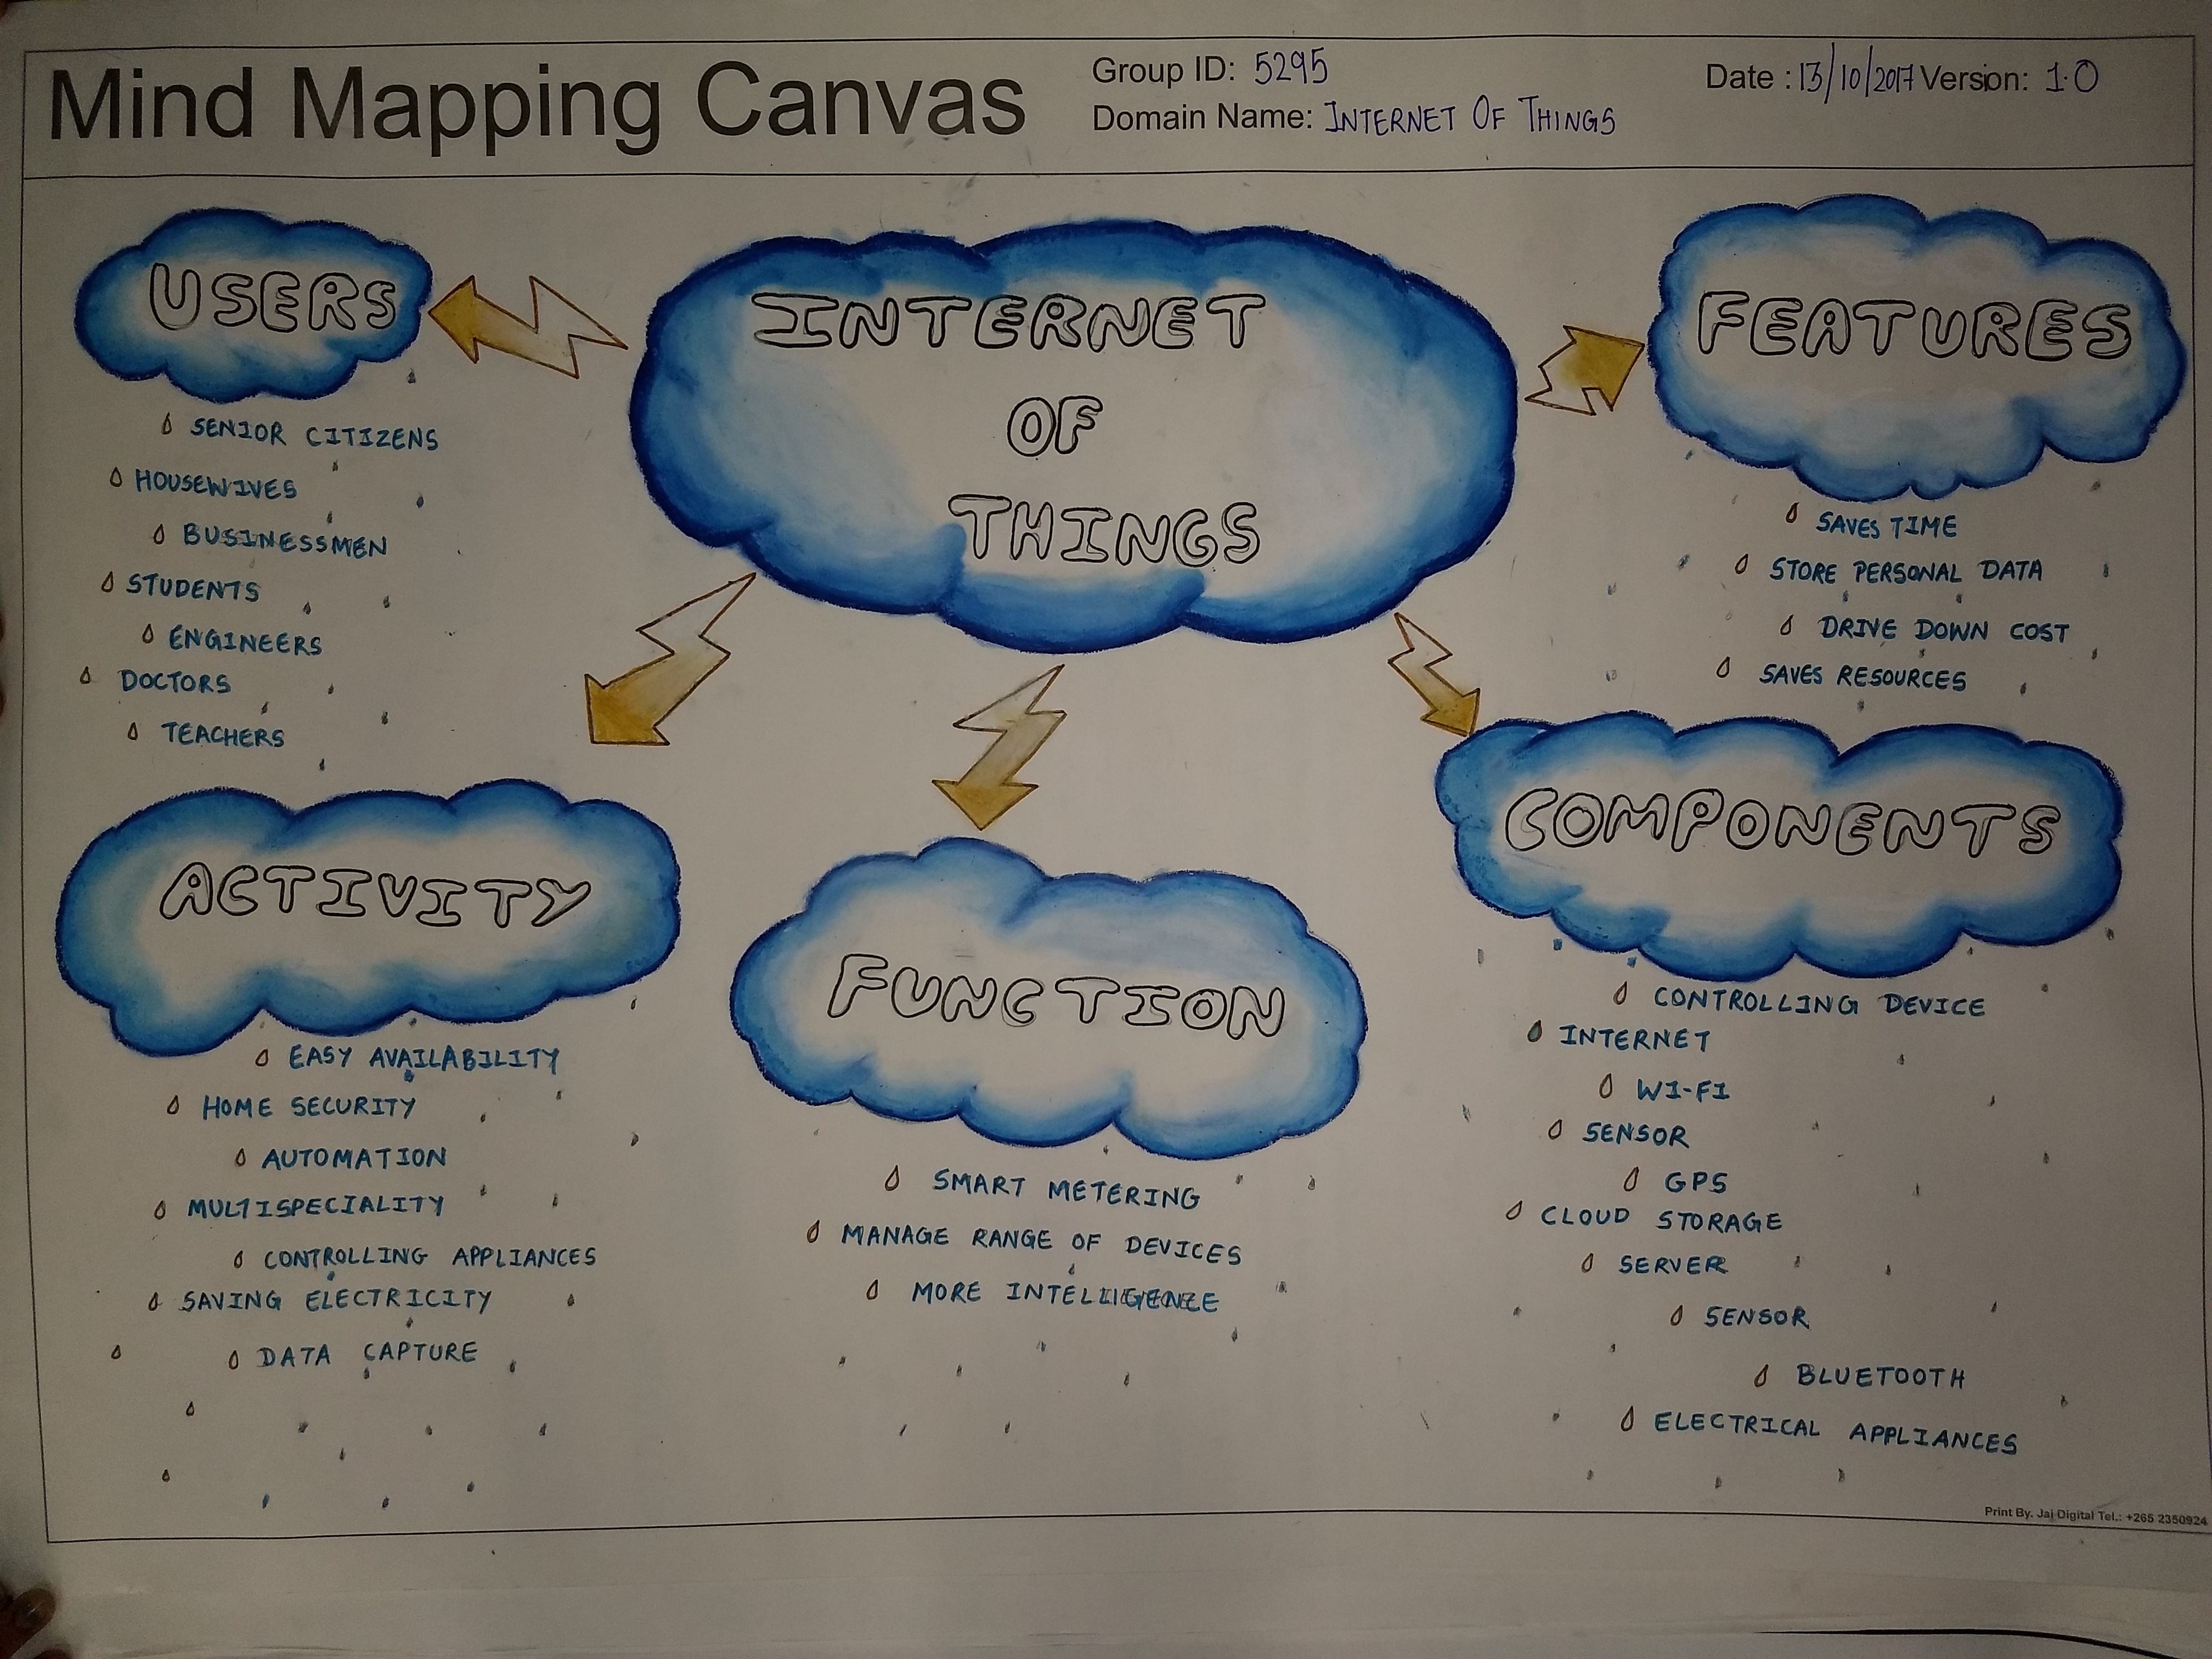 Mind Mapping Canvas
Group ID: 5295
Domain Name: INTERNET OF THINGS
Date : 13/10/2017 Version: 1.0
USERS
SENIOR CITIZENS
HOUSEWIVES
BUSINESSMEN
STUDENTS
ENGINEERS
DOCTORS
TEACHERS
INTERNET
OF
THINGS
FEATURES
SAVES TIME
STORE PERSONAL DATA
DRIVE DOWN COST
SAVES RESOURCES
ACTIVITY
EASY AVAILABILITY
HOME SECURITY
AUTOMATION
MULTISPECIALITY
CONTROLLING APPLIANCES
SAVING ELECTRICITY
DATA CAPTURE
FUNCTION
SMART METERING
MANAGE RANGE OF DEVICES
MORE INTELLIGENCE
COMPONENTS
CONTROLLING DEVICE
INTERNET
WI-FI
SENSOR
GPS
CLOUD STORAGE
SERVER
SENSOR
BLUETOOTH
ELECTRICAL APPLIANCES
Print By. Jaj Digital Tel.: +265 2350924